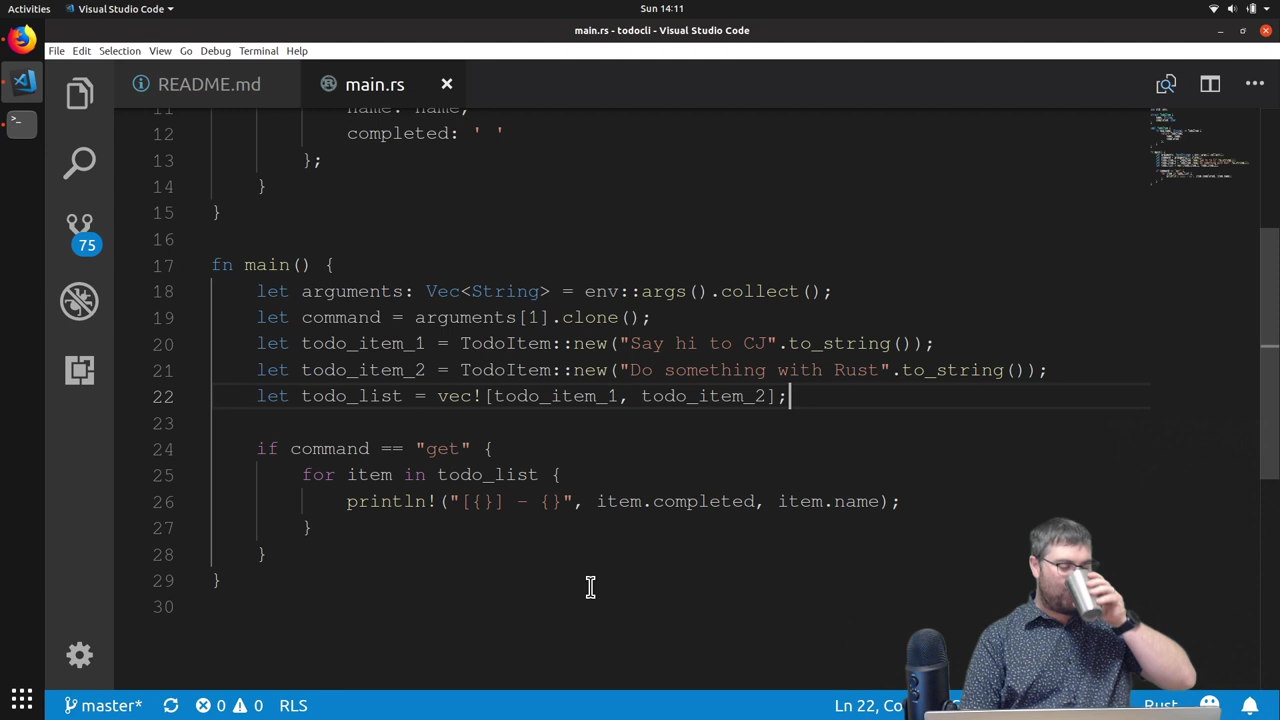 Activities Visual Studio Code Sun 14:11
main.rs - todocli - Visual Studio Code
File Edit Selection View Go Debug Terminal Help
README.md main.rs
11 name: name,
12 completed: ' '
13 };
14 }
15 }
16
17 fn main() {
18 let arguments: Vec<String> = env::args().collect();
19 let command = arguments[1].clone();
20 let todo_item_1 = TodoItem::new("Say hi to CJ".to_string());
21 let todo_item_2 = TodoItem::new("Do something with Rust".to_string());
22 let todo_list = vec![todo_item_1, todo_item_2];
23
24 if command == "get" {
25 for item in todo_list {
26 println!("[{}] - {}", item.completed, item.name);
27 }
28 }
29 }
30
75
master* 0 0 RLS Ln 22, Rust